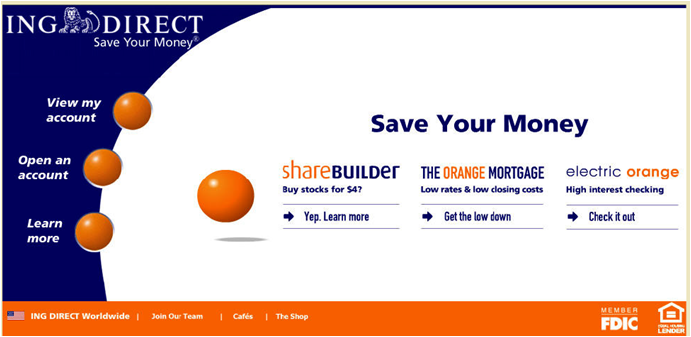 ING DIRECT
Save Your Money®
View my
account
Open an
account
Learn
more
Save Your Money
shareBUILDER
Buy stocks for $4?
Yep. Learn more
THE ORANGE MORTGAGE
Low rates & low closing costs
Get the low down
electric orange
High interest checking
Check it out
ING DIRECT Worldwide | Join Our Team | Cafés | The Shop
MEMBER
FDIC
EQUAL HOUSING
LENDER